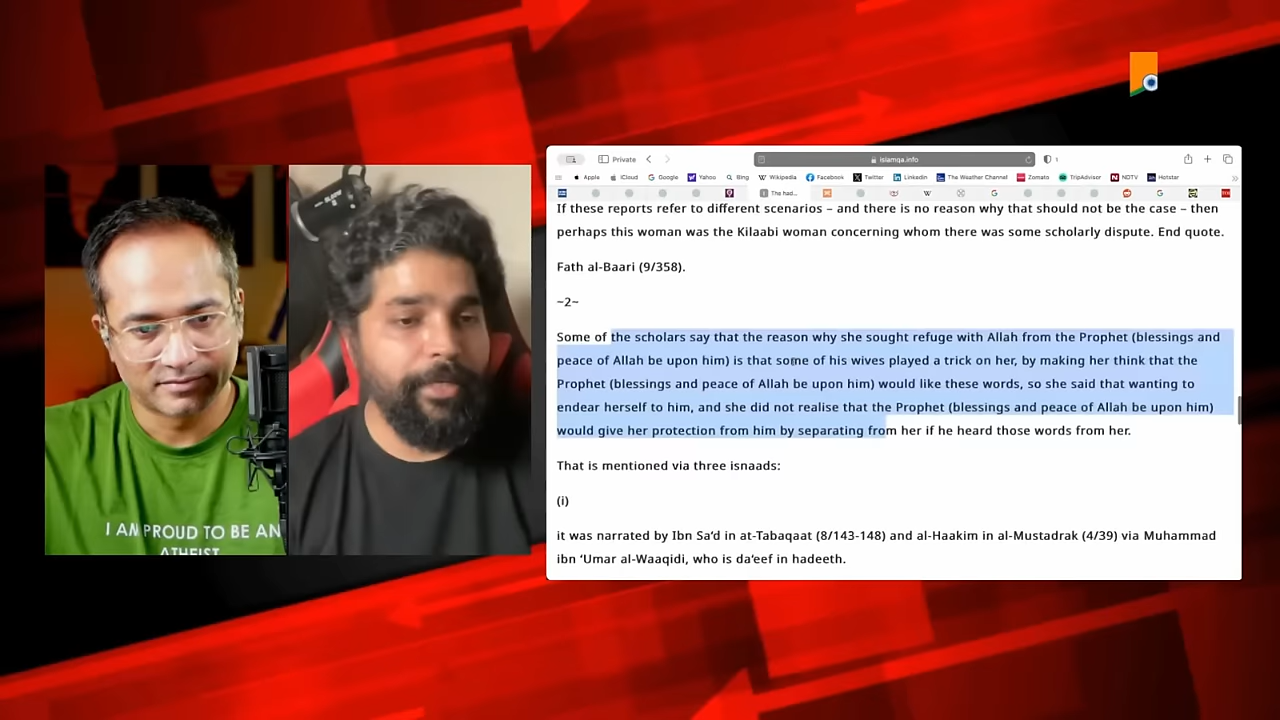 Private
islamqa.info
1
Apple
iCloud
Google
Yahoo
Bing
Wikipedia
Facebook
Twitter
LinkedIn
The Weather Channel
Zomato
TripAdvisor
NDTV
Hotstar
The had...
If these reports refer to different scenarios – and there is no reason why that should not be the case – then
perhaps this woman was the Kilaabi woman concerning whom there was some scholarly dispute. End quote.
Fath al-Baari (9/358).
~2~
Some of the scholars say that the reason why she sought refuge with Allah from the Prophet (blessings and
peace of Allah be upon him) is that some of his wives played a trick on her, by making her think that the
Prophet (blessings and peace of Allah be upon him) would like these words, so she said that wanting to
endear herself to him, and she did not realise that the Prophet (blessings and peace of Allah be upon him)
would give her protection from him by separating from her if he heard those words from her.
That is mentioned via three isnaads:
(i)
it was narrated by Ibn Sa‘d in at-Tabaqaat (8/143-148) and al-Haakim in al-Mustadrak (4/39) via Muhammad
ibn ‘Umar al-Waaqidi, who is da‘eef in hadeeth.
I AM PROUD TO BE AN
ATHEIST